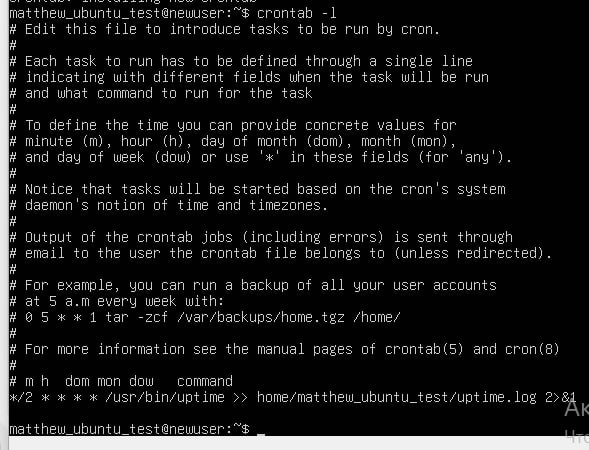 crontab: installing new crontab
matthew_ubuntu_test@newuser:~$ crontab -l
# Edit this file to introduce tasks to be run by cron.
#
# Each task to run has to be defined through a single line
# indicating with different fields when the task will be run
# and what command to run for the task
#
# To define the time you can provide concrete values for
# minute (m), hour (h), day of month (dom), month (mon),
# and day of week (dow) or use '*' in these fields (for 'any').
#
# Notice that tasks will be started based on the cron's system
# daemon's notion of time and timezones.
#
# Output of the crontab jobs (including errors) is sent through
# email to the user the crontab file belongs to (unless redirected).
#
# For example, you can run a backup of all your user accounts
# at 5 a.m every week with:
# 0 5 * * 1 tar -zcf /var/backups/home.tgz /home/
#
# For more information see the manual pages of crontab(5) and cron(8)
#
# m h  dom mon dow   command
*/2 * * * * /usr/bin/uptime >> home/matthew_ubuntu_test/uptime.log 2>&1
Ак
Что
matthew_ubuntu_test@newuser:~$